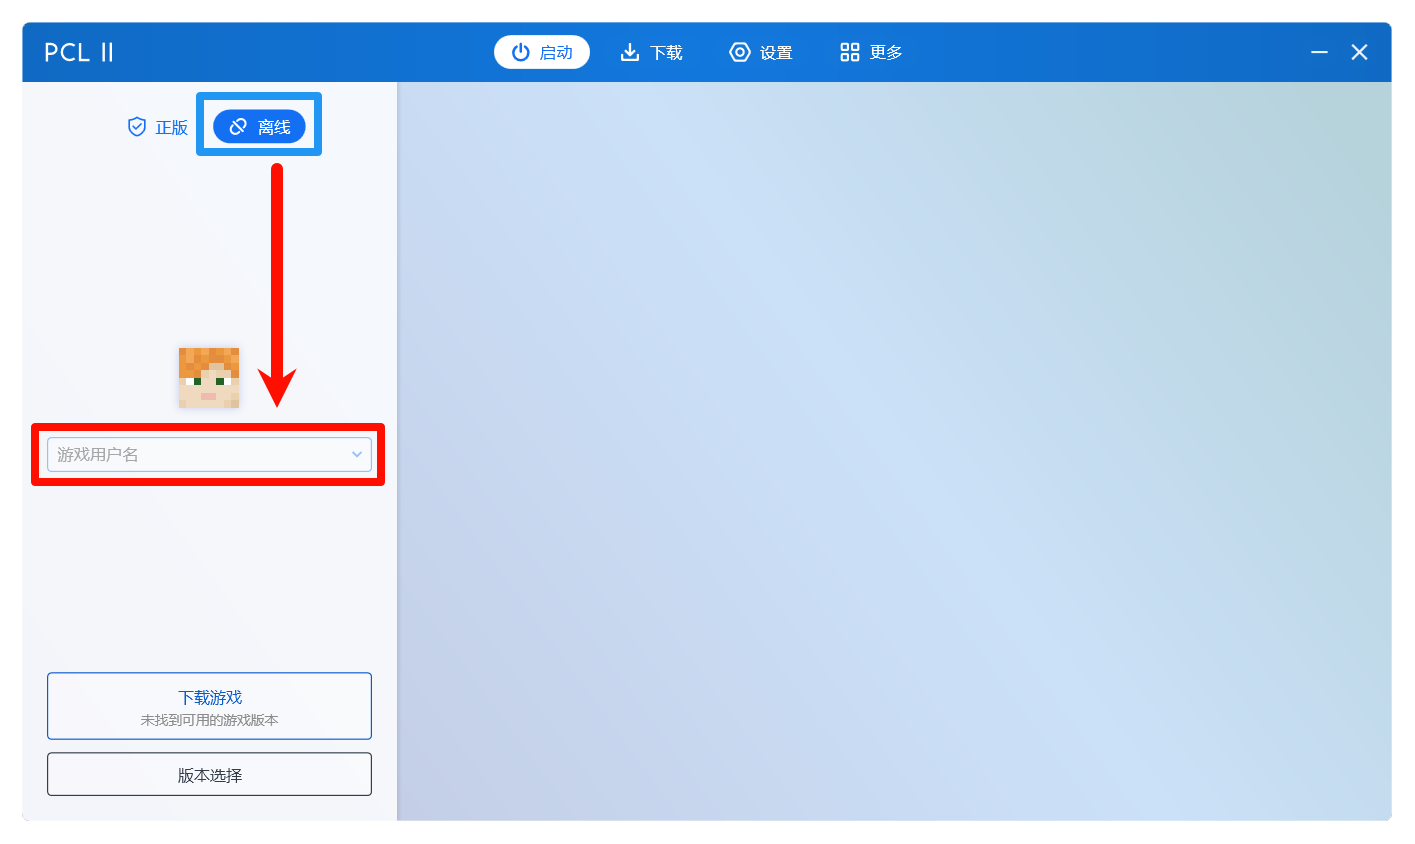 PCL II
启动
下载
设置
更多
正版
离线
游戏用户名
下载游戏
未找到可用的游戏版本
版本选择